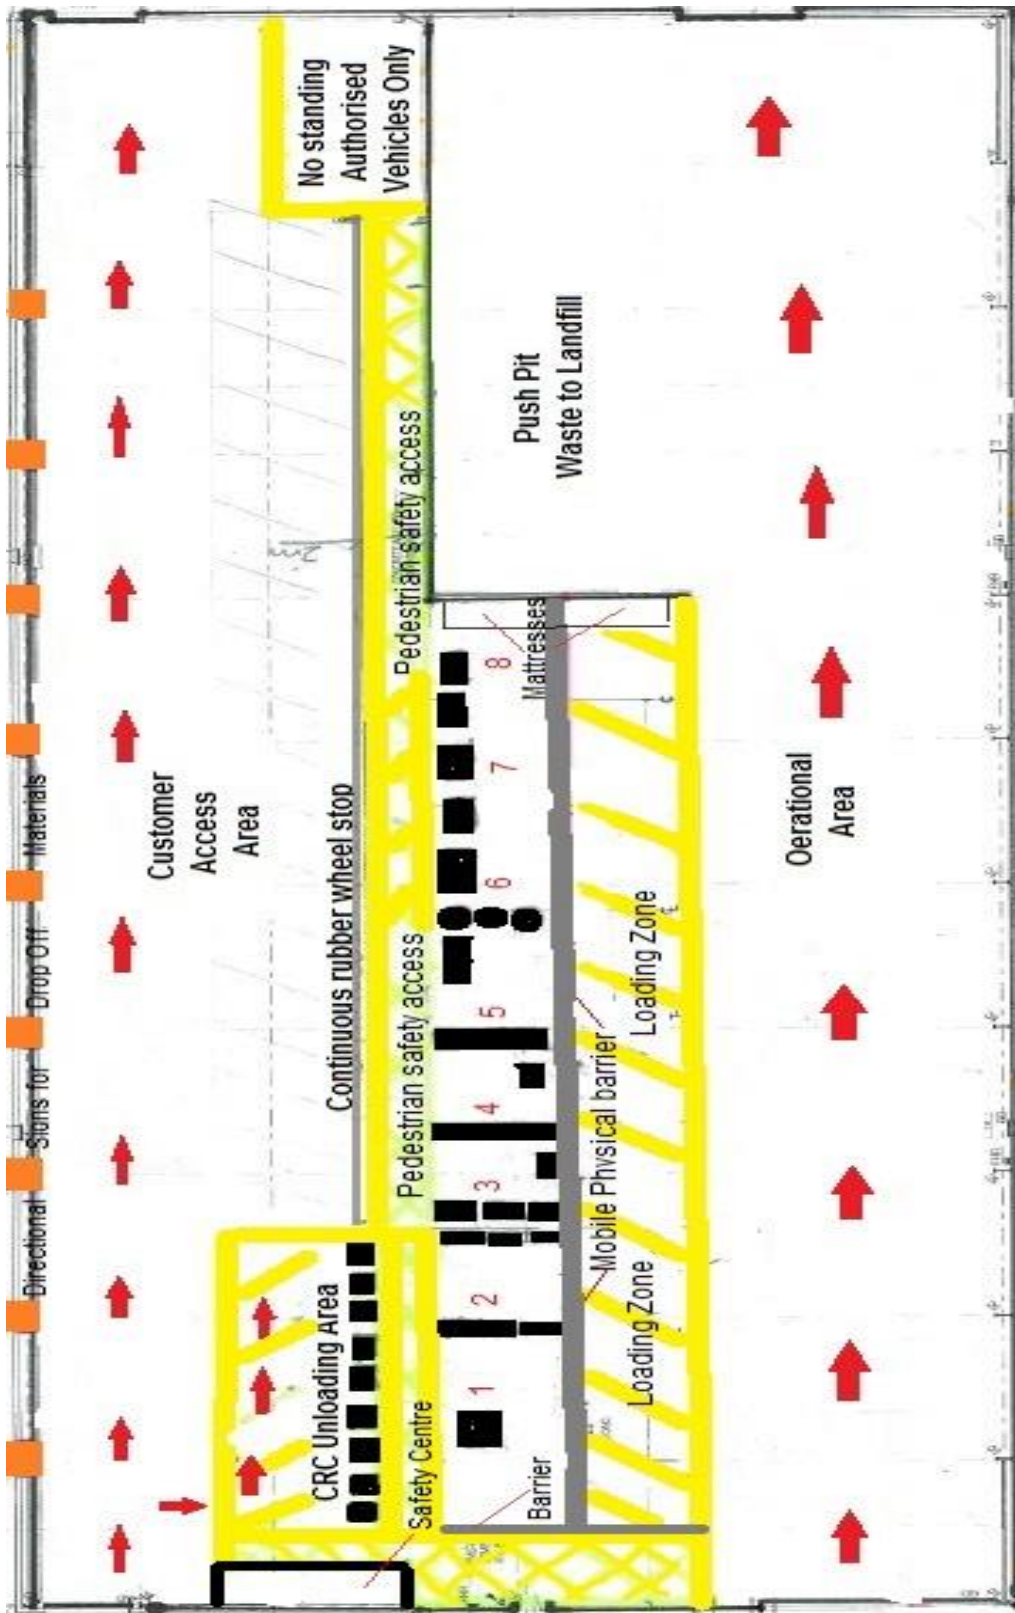 Directional Signs for Drop Off Materials
Customer
Access
Area
No standing
Authorised
Vehicles Only
CRC Unloading Area
Continuous rubber wheel stop
Safety Centre
Pedestrian safety access
Pedestrian safety access
1
2
3
4
5
6
7
8
Push Pit
Waste to Landfill
Mattresses
Barrier
Mobile Physical barrier
Loading Zone
Loading Zone
Oerational
Area